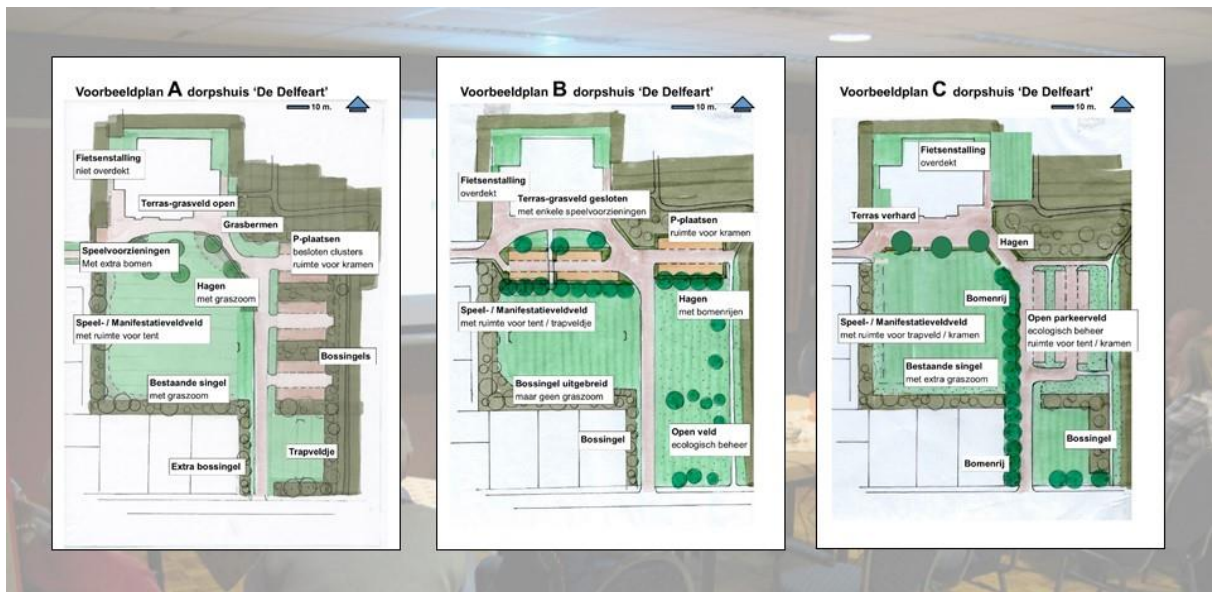 Voorbeeldplan A dorpshuis 'De Delfeart'
10 m.
Fietsenstalling
niet overdekt
Terras-grasveld open
Grasbermen
Speelvoorzieningen
Met extra bomen
P-plaatsen
besloten clusters
ruimte voor kramen
Hagen
met graszoom
Speel- / Manifestatieveldveld
met ruimte voor tent
Bossingels
Bestaande singel
met graszoom
Trapveldje
Extra bossingel
Voorbeeldplan B dorpshuis 'De Delfeart'
10 m.
Fietsenstalling
overdekt
Terras-grasveld gesloten
met enkele speelvoorzieningen
P-plaatsen
ruimte voor kramen
Speel- / Manifestatieveldveld
met ruimte voor tent / trapveldje
Hagen
met bomenrijen
Bossingel uitgebreid
maar geen graszoom
Bossingel
Open veld
ecologisch beheer
Voorbeeldplan C dorpshuis 'De Delfeart'
10 m.
Fietsenstalling
overdekt
Terras verhard
Hagen
Bomenrij
Speel- / Manifestatieveldveld
met ruimte voor trapveld / kramen
Open parkeerveld
ecologisch beheer
ruimte voor tent / kramen
Bestaande singel
met extra graszoom
Bossingel
Bomenrij